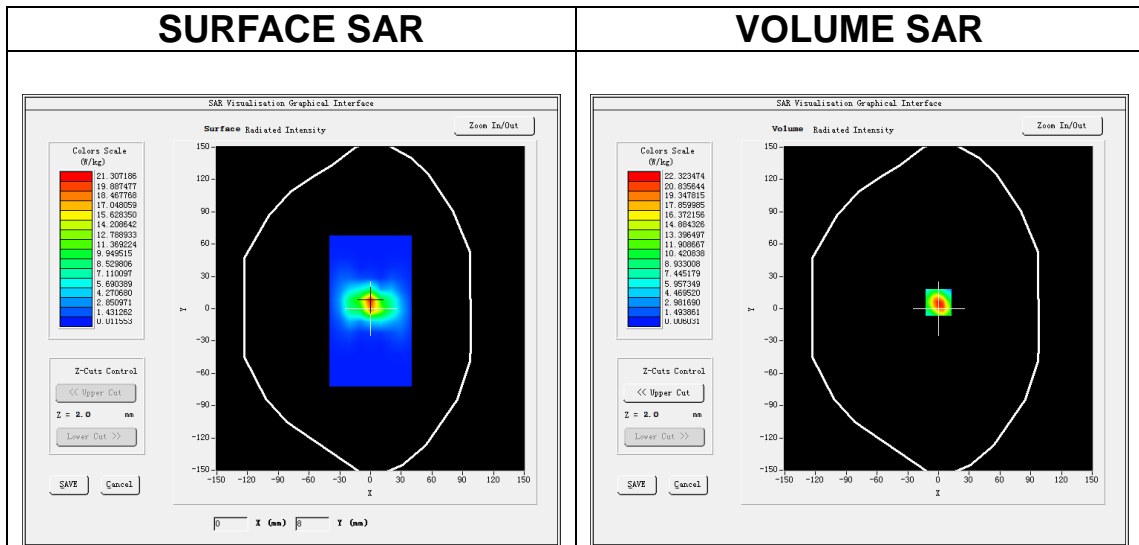 SURFACE SAR
VOLUME SAR
SAR Visualisation Graphical Interface
Surface Radiated Intensity
Zoom In/Out
Colors Scale
(W/kg)
21.307186
19.887477
18.467768
17.048059
15.628350
14.208642
12.788933
11.369224
9.949515
8.529806
7.110097
5.690389
4.270680
2.850971
1.431262
0.011553
150
120
90
60
30
0
-30
-60
-90
-120
-150
Y
-150 -120 -90 -60 -30 0 30 60 90 120 150
X
Z-Cuts Control
<< Upper Cut
Z = 2.0 mm
Lower Cut >>
SAVE Cancel
0 X (mm) 8 Y (mm)
SAR Visualisation Graphical Interface
Volume Radiated Intensity
Zoom In/Out
Colors Scale
(W/kg)
22.323474
20.835644
19.347815
17.859985
16.372156
14.884326
13.396497
11.908667
10.420838
8.933008
7.445179
5.957349
4.469520
2.981690
1.493861
0.006031
150
120
90
60
30
0
-30
-60
-90
-120
-150
Y
-150 -120 -90 -60 -30 0 30 60 90 120 150
X
Z-Cuts Control
<< Upper Cut
Z = 2.0 mm
Lower Cut >>
SAVE Cancel